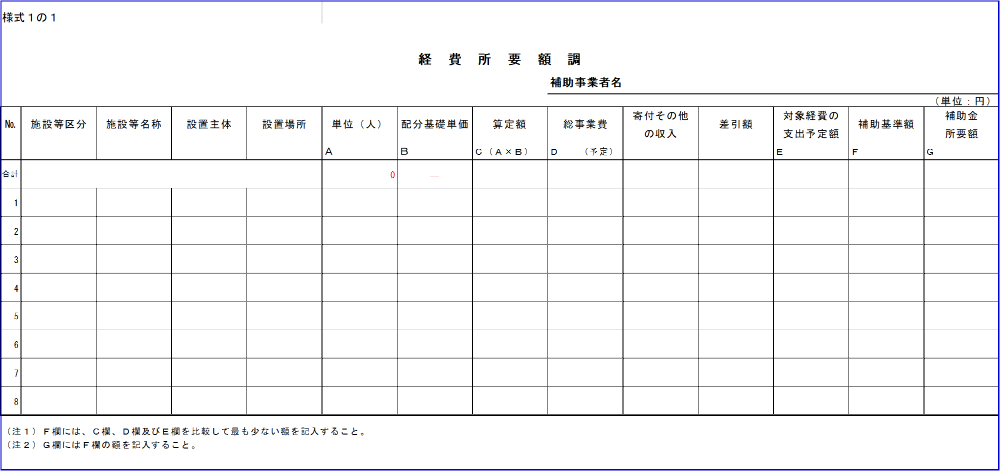 様式１の１
経　費　所　要　額　調
補助事業者名
（単位：円）
№ 施設等区分 施設等名称 設置主体 設置場所 単位（人） 配分基礎単価 算定額 総事業費 寄付その他の収入 差引額 対象経費の支出予定額 補助基準額 補助金所要額
A B C（A×B） D （予定） E F G
合計 0 ―
1
2
3
4
5
6
7
8
（注１）F欄には、C欄、D欄及びE欄を比較して最も少ない額を記入すること。
（注２）G欄にはF欄の額を記入すること。